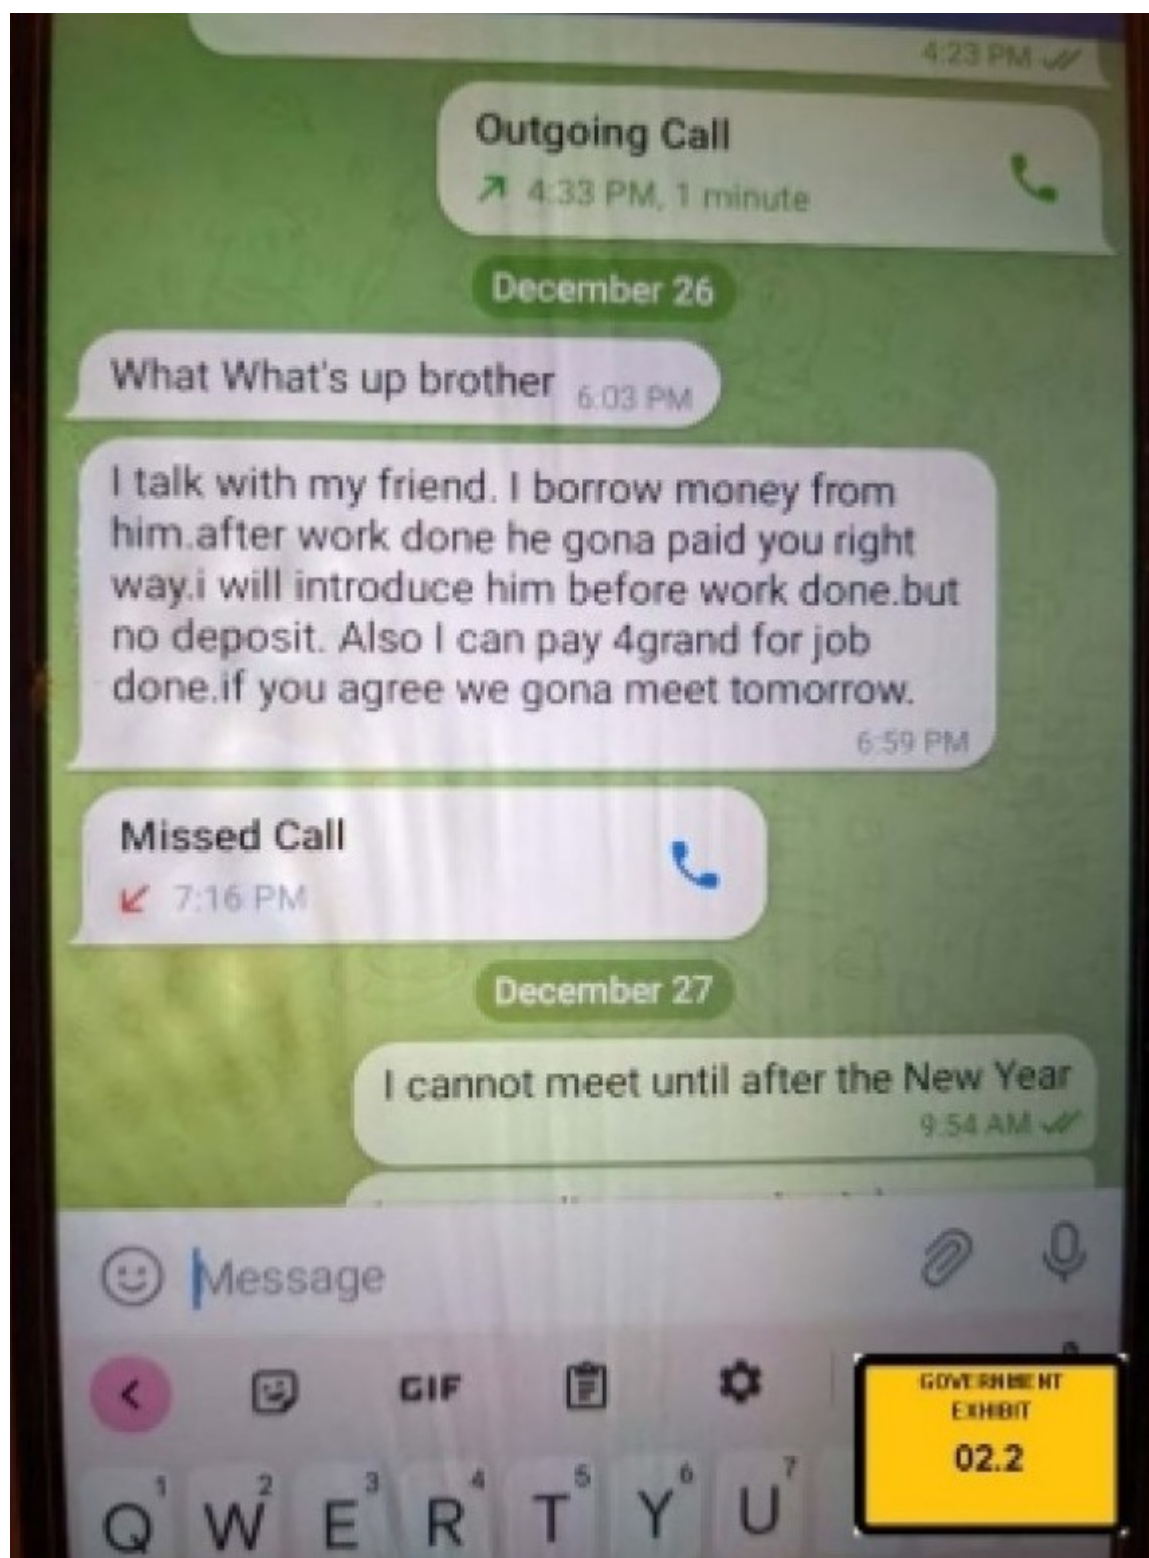 4:23 PM
Outgoing Call
4:33 PM, 1 minute
December 26
What What's up brother 6:03 PM
I talk with my friend. I borrow money from
him.after work done he gona paid you right
way.i will introduce him before work done.but
no deposit. Also I can pay 4grand for job
done.if you agree we gona meet tomorrow.
6:59 PM
Missed Call
7:16 PM
December 27
I cannot meet until after the New Year
9:54 AM
Message
GIF
GOVERNMENT
EXHIBIT
02.2
1 2 3 4 5 6 7
Q W E R T Y U